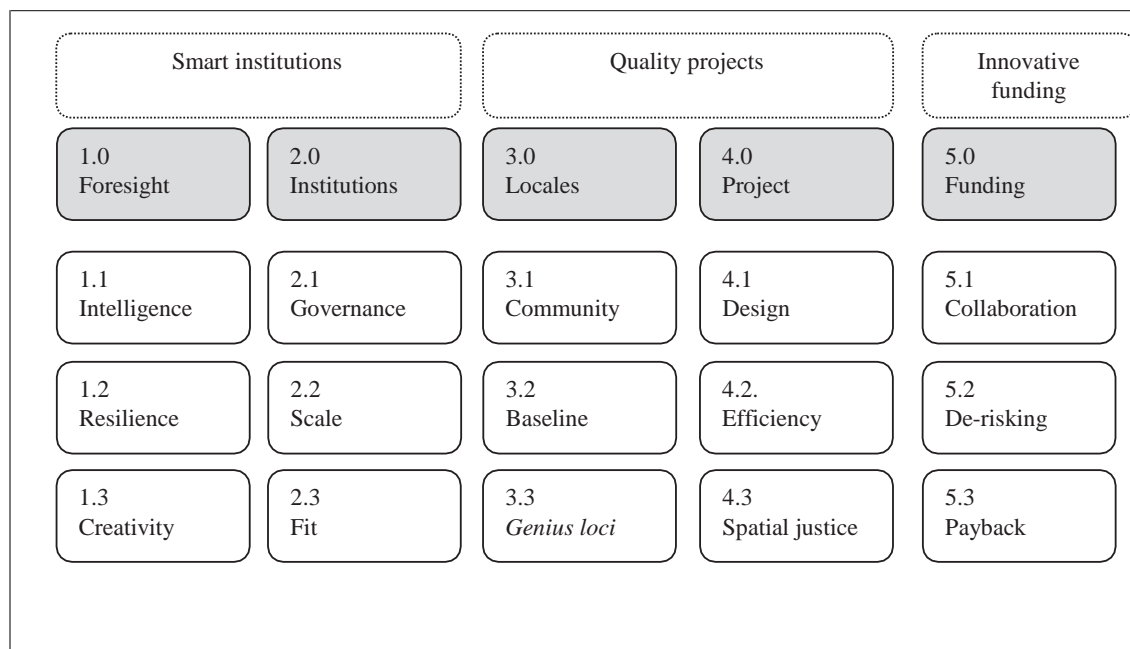 Smart institutions
Quality projects
Innovative
funding
1.0
Foresight
2.0
Institutions
3.0
Locales
4.0
Project
5.0
Funding
1.1
Intelligence
2.1
Governance
3.1
Community
4.1
Design
5.1
Collaboration
1.2
Resilience
2.2
Scale
3.2
Baseline
4.2.
Efficiency
5.2
De-risking
1.3
Creativity
2.3
Fit
3.3
Genius loci
4.3
Spatial justice
5.3
Payback